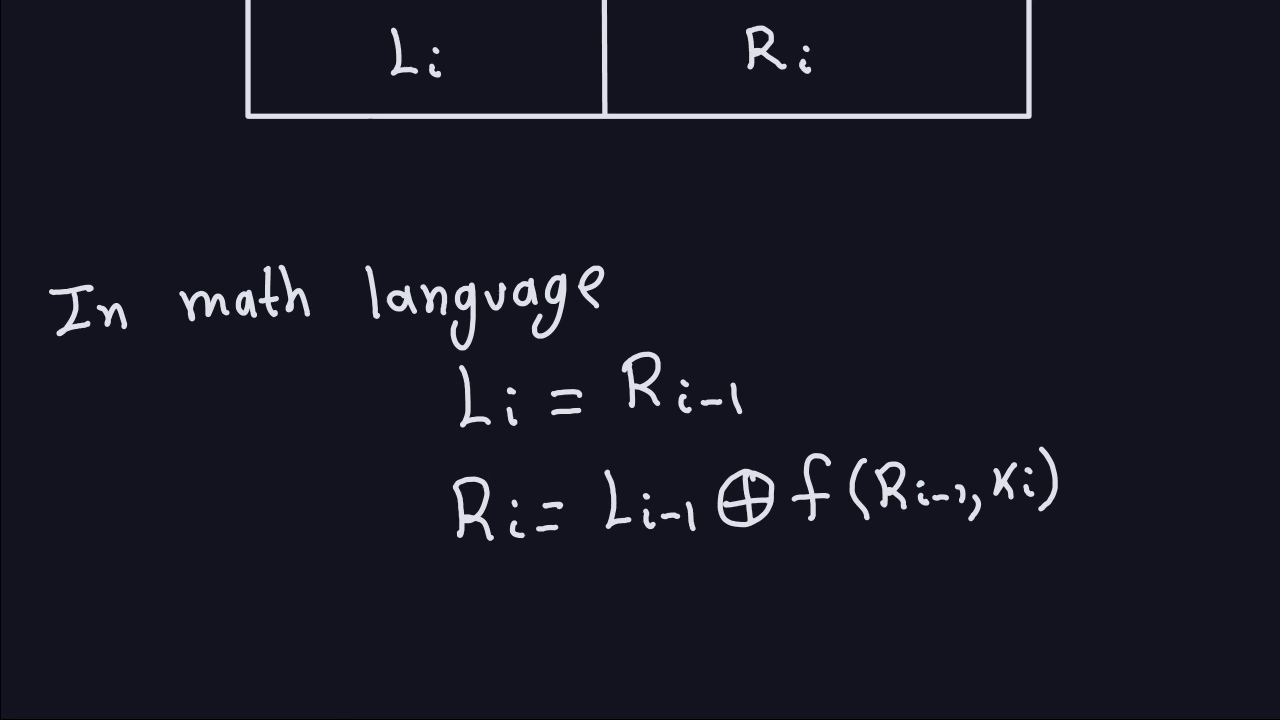 Li Ri
In math language
Li = Ri-1
Ri = Li-1 ⊕ f(Ri-1, Ki)